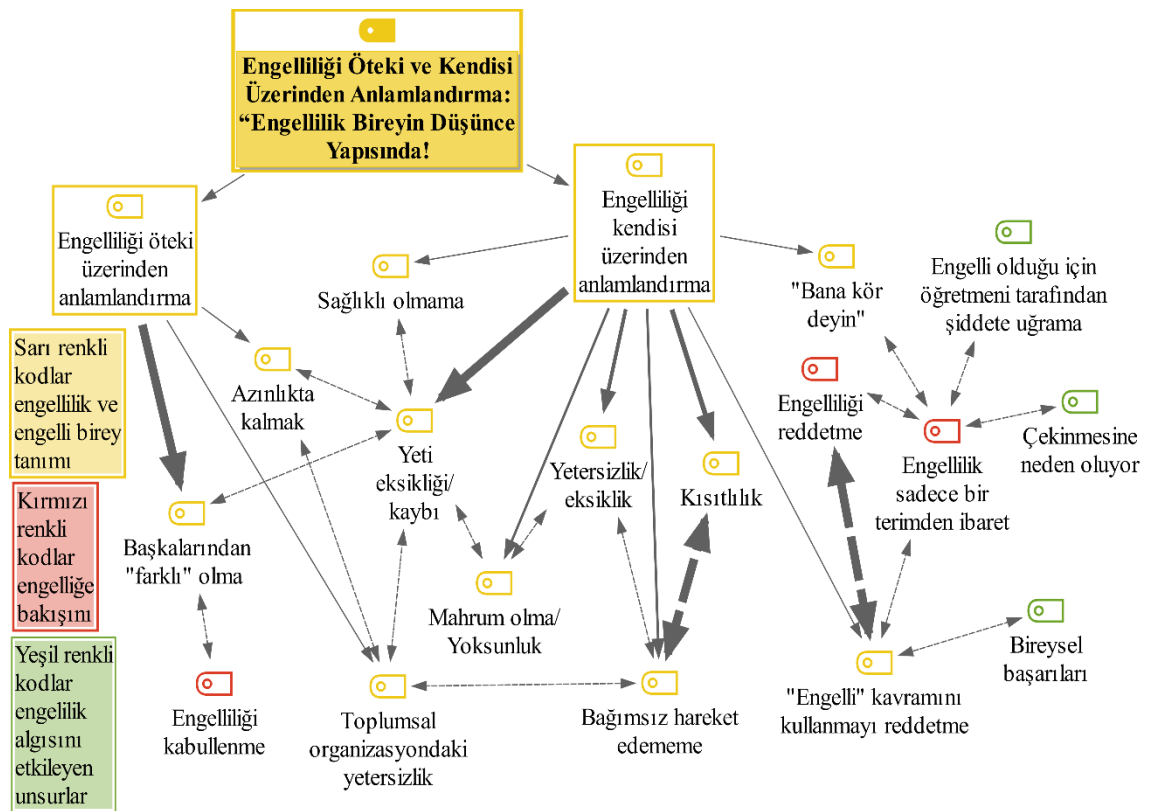 Engelliliği Öteki ve Kendisi
Üzerinden Anlamlandırma:
“Engellilik Bireyin Düşünce
Yapısında!
Engelliliği öteki
üzerinden
anlamlandırma
Engelliliği
kendisi
üzerinden
anlamlandırma
Sağlıklı olmama
"Bana kör
deyin"
Engelli olduğu için
öğretmeni tarafından
şiddete uğrama
Sarı renkli
kodlar
engellilik ve
engelli birey
tanımı
Azınlıkta
kalmak
Yeti
eksikliği/
kaybı
Yetersizlik/
eksiklik
Kısıtlılık
Engelliliği
reddetme
Engellilik
sadece bir
terimden ibaret
Çekinmesine
neden oluyor
Kırmızı
renkli
kodlar
engelliğe
bakışını
Başkalarından
"farklı" olma
Mahrum olma/
Yoksunluk
Bireysel
başarıları
Yeşil renkli
kodlar
engelilik
algısını
etkileyen
unsurlar
Engelliliği
kabullenme
Toplumsal
organizasyondaki
yetersizlik
Bağımsız hareket
edememe
"Engelli" kavramını
kullanmayı reddetme